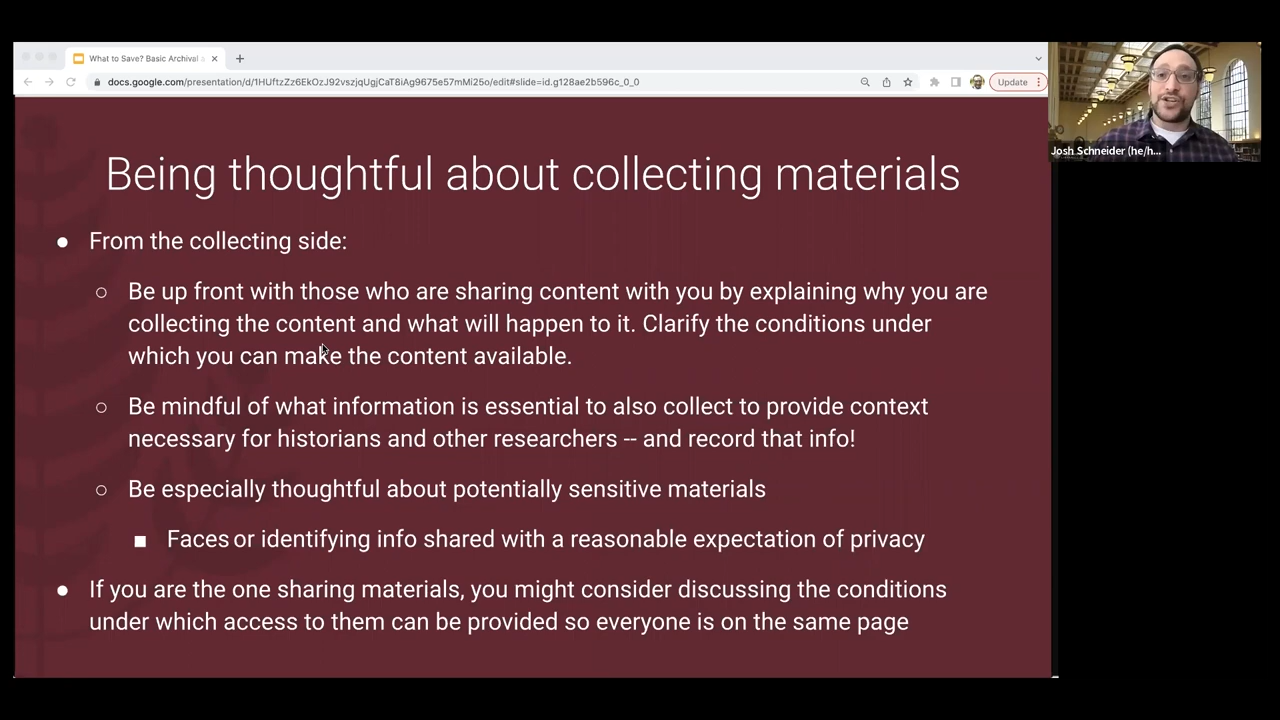 What to Save? Basic Archival
docs.google.com/presentation/d/1HUftzZz6EkOzJ92vszjqUgjCaT8iAg9675e57mMi25o/edit#slide=id.g128ae2b596c_0_0
Update
Josh Schneider (he/h...
Being thoughtful about collecting materials
● From the collecting side:
○ Be up front with those who are sharing content with you by explaining why you are
collecting the content and what will happen to it. Clarify the conditions under
which you can make the content available.
○ Be mindful of what information is essential to also collect to provide context
necessary for historians and other researchers -- and record that info!
○ Be especially thoughtful about potentially sensitive materials
■ Faces or identifying info shared with a reasonable expectation of privacy
● If you are the one sharing materials, you might consider discussing the conditions
under which access to them can be provided so everyone is on the same page